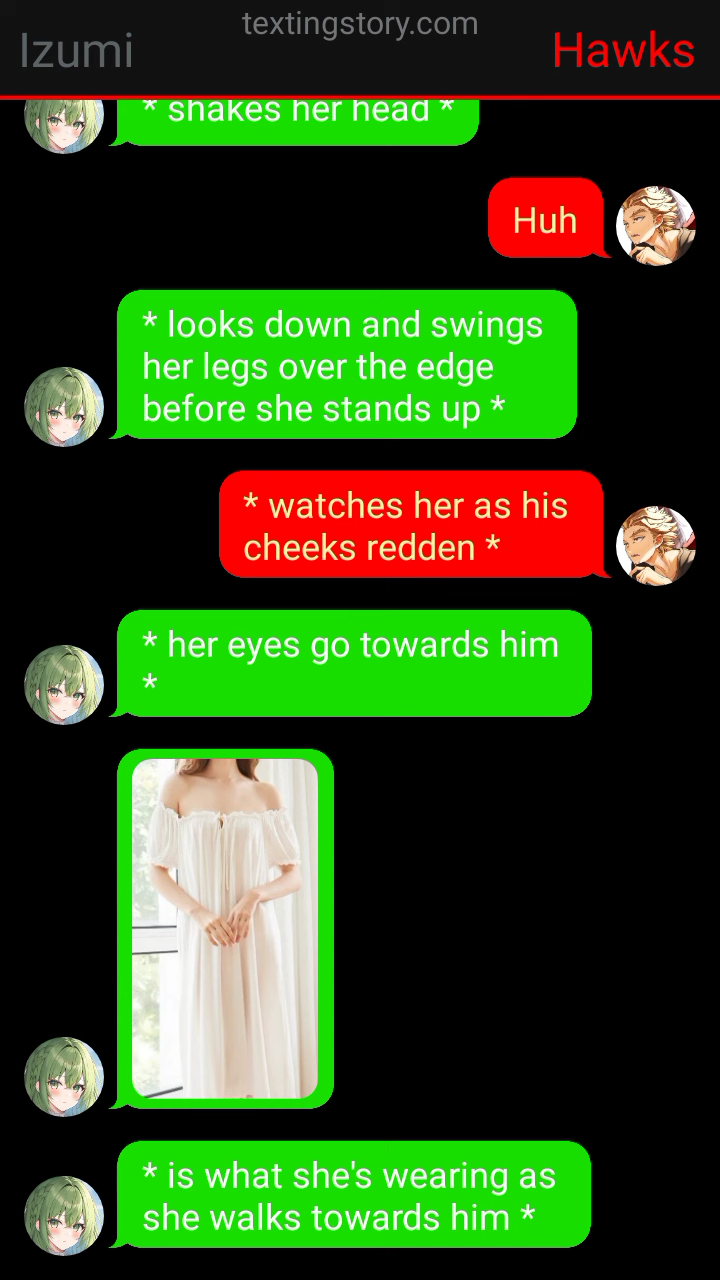 textingstory.com
Izumi
Hawks
* shakes her head *
Huh
* looks down and swings
her legs over the edge
before she stands up *
* watches her as his
cheeks redden *
* her eyes go towards him
*
* is what she's wearing as
she walks towards him *